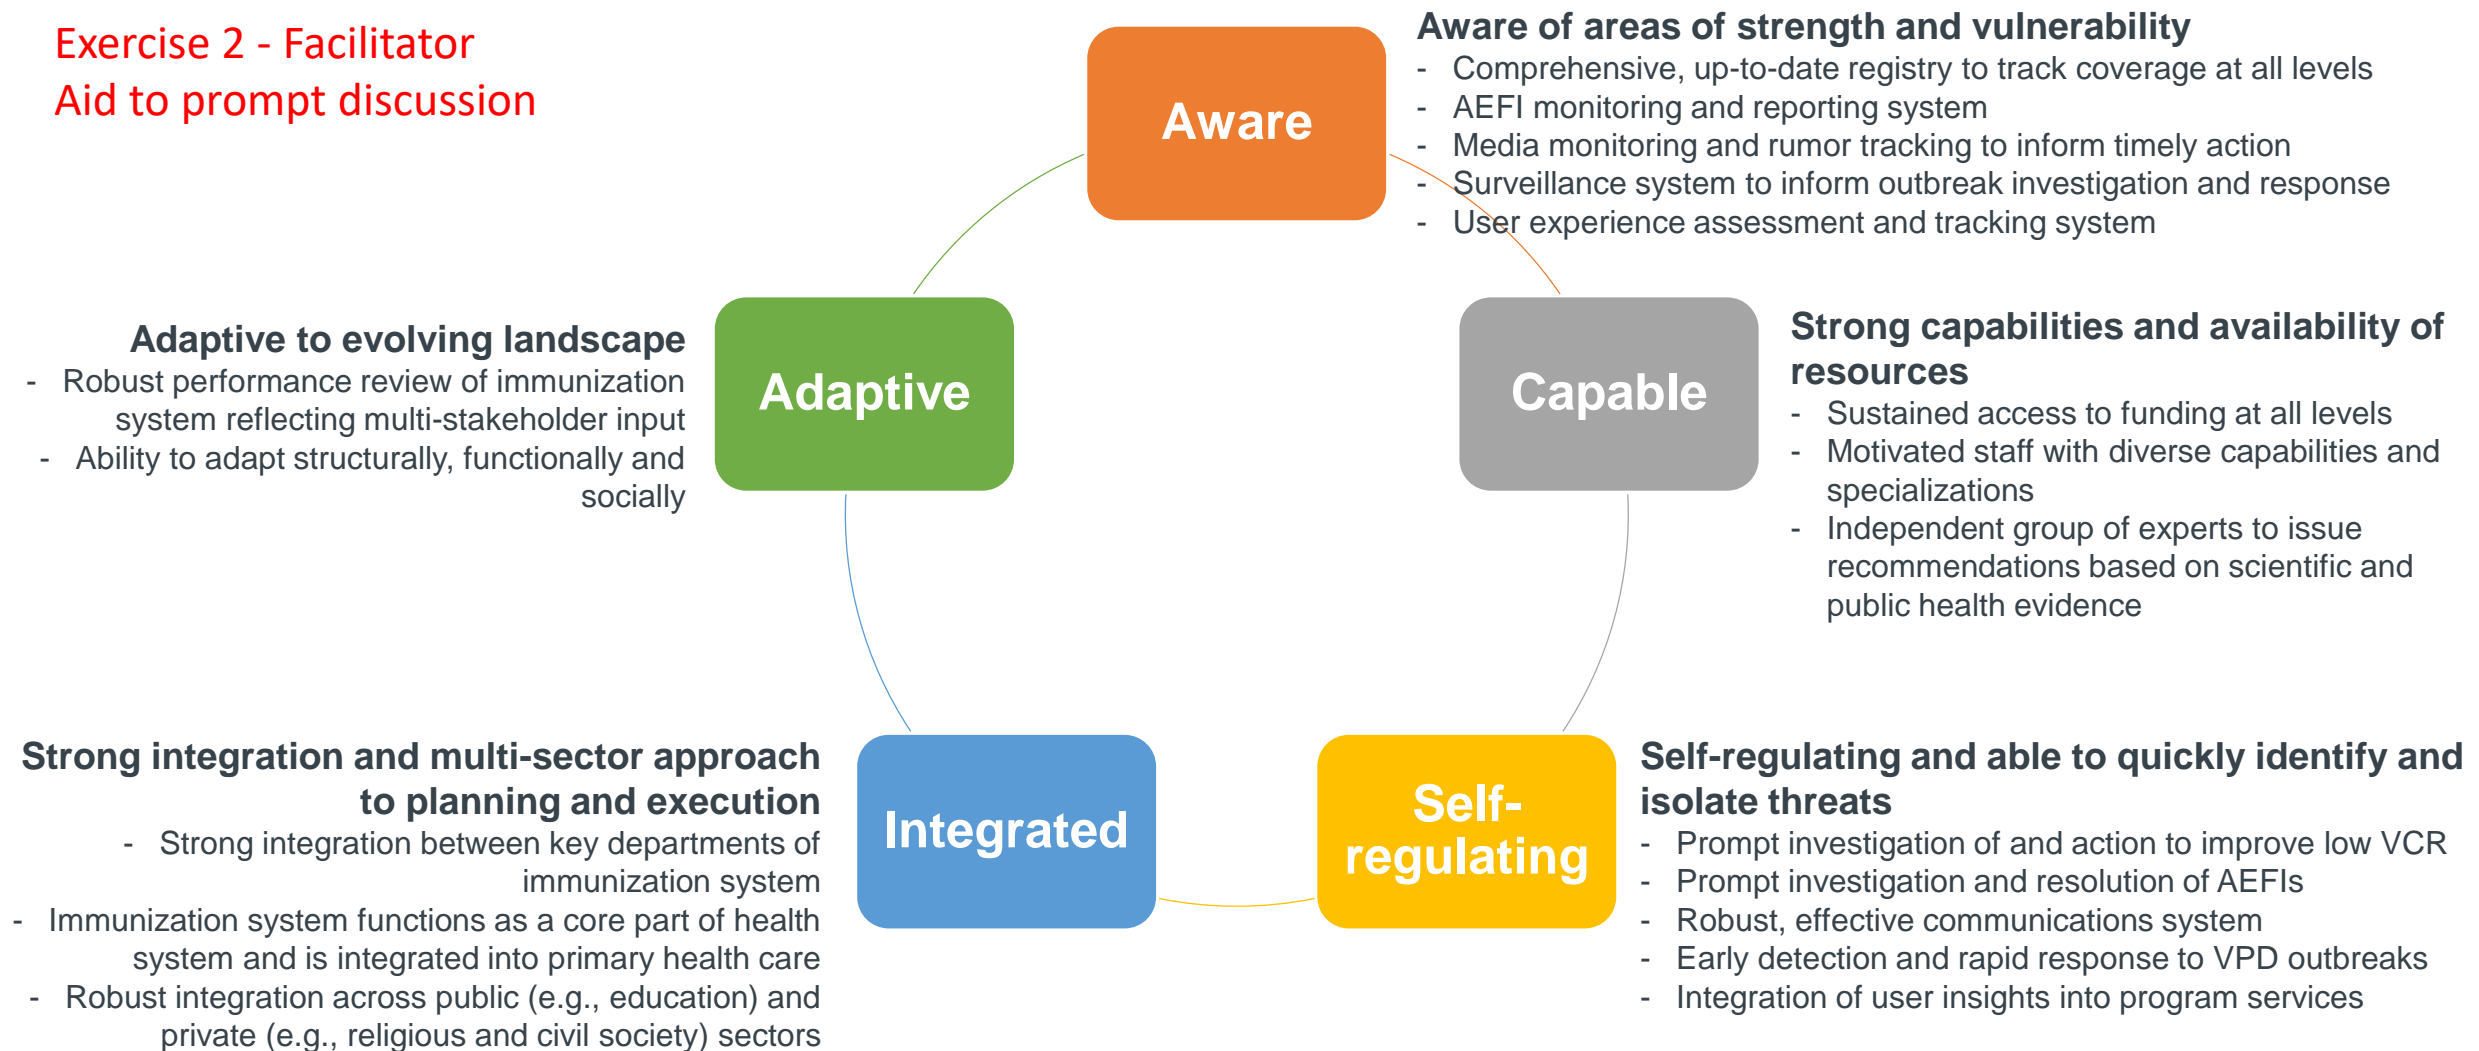 Exercise 2 - Facilitator
Aid to prompt discussion
Aware
Aware of areas of strength and vulnerability
- Comprehensive, up-to-date registry to track coverage at all levels
- AEFI monitoring and reporting system
- Media monitoring and rumor tracking to inform timely action
- Surveillance system to inform outbreak investigation and response
- User experience assessment and tracking system
Capable
Strong capabilities and availability of
resources
- Sustained access to funding at all levels
- Motivated staff with diverse capabilities and
specializations
- Independent group of experts to issue
recommendations based on scientific and
public health evidence
Self-
regulating
Self-regulating and able to quickly identify and
isolate threats
- Prompt investigation of and action to improve low VCR
- Prompt investigation and resolution of AEFIs
- Robust, effective communications system
- Early detection and rapid response to VPD outbreaks
- Integration of user insights into program services
Integrated
Strong integration and multi-sector approach
to planning and execution
- Strong integration between key departments of
immunization system
- Immunization system functions as a core part of health
system and is integrated into primary health care
- Robust integration across public (e.g., education) and
private (e.g., religious and civil society) sectors
Adaptive
Adaptive to evolving landscape
- Robust performance review of immunization
system reflecting multi-stakeholder input
- Ability to adapt structurally, functionally and
socially